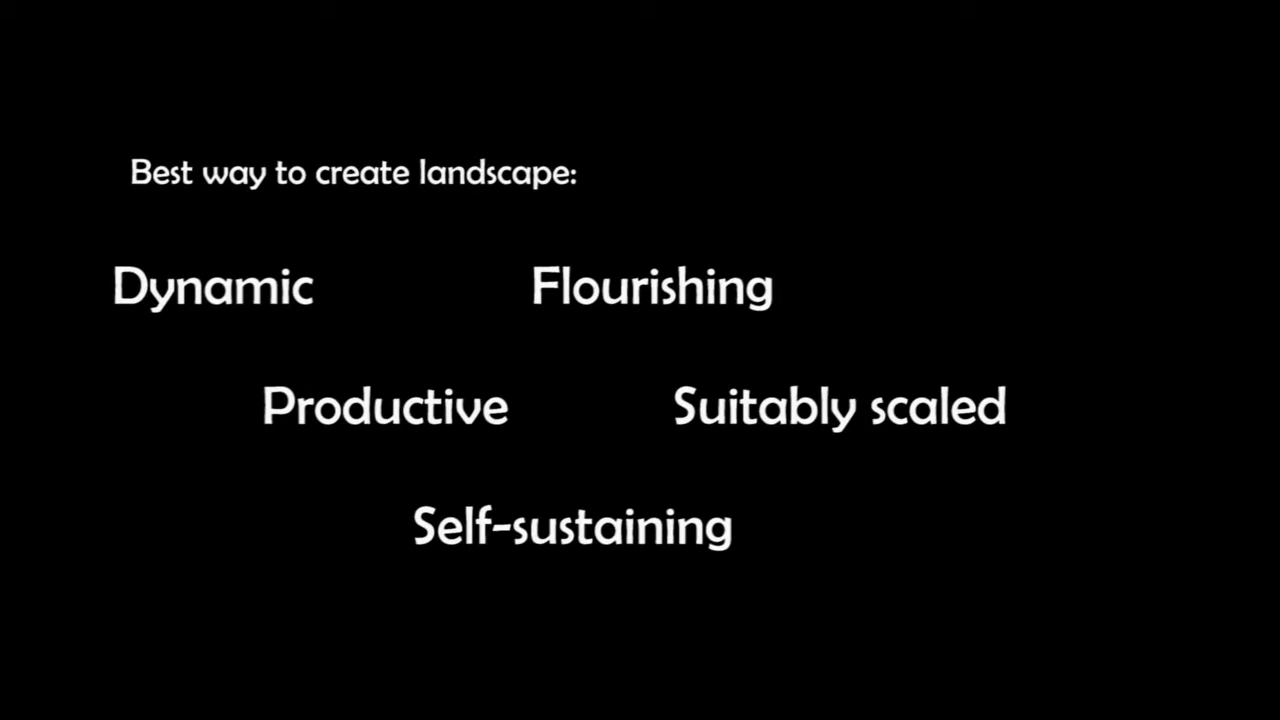 Best way to create landscape:
Dynamic Flourishing
Productive Suitably scaled
Self-sustaining